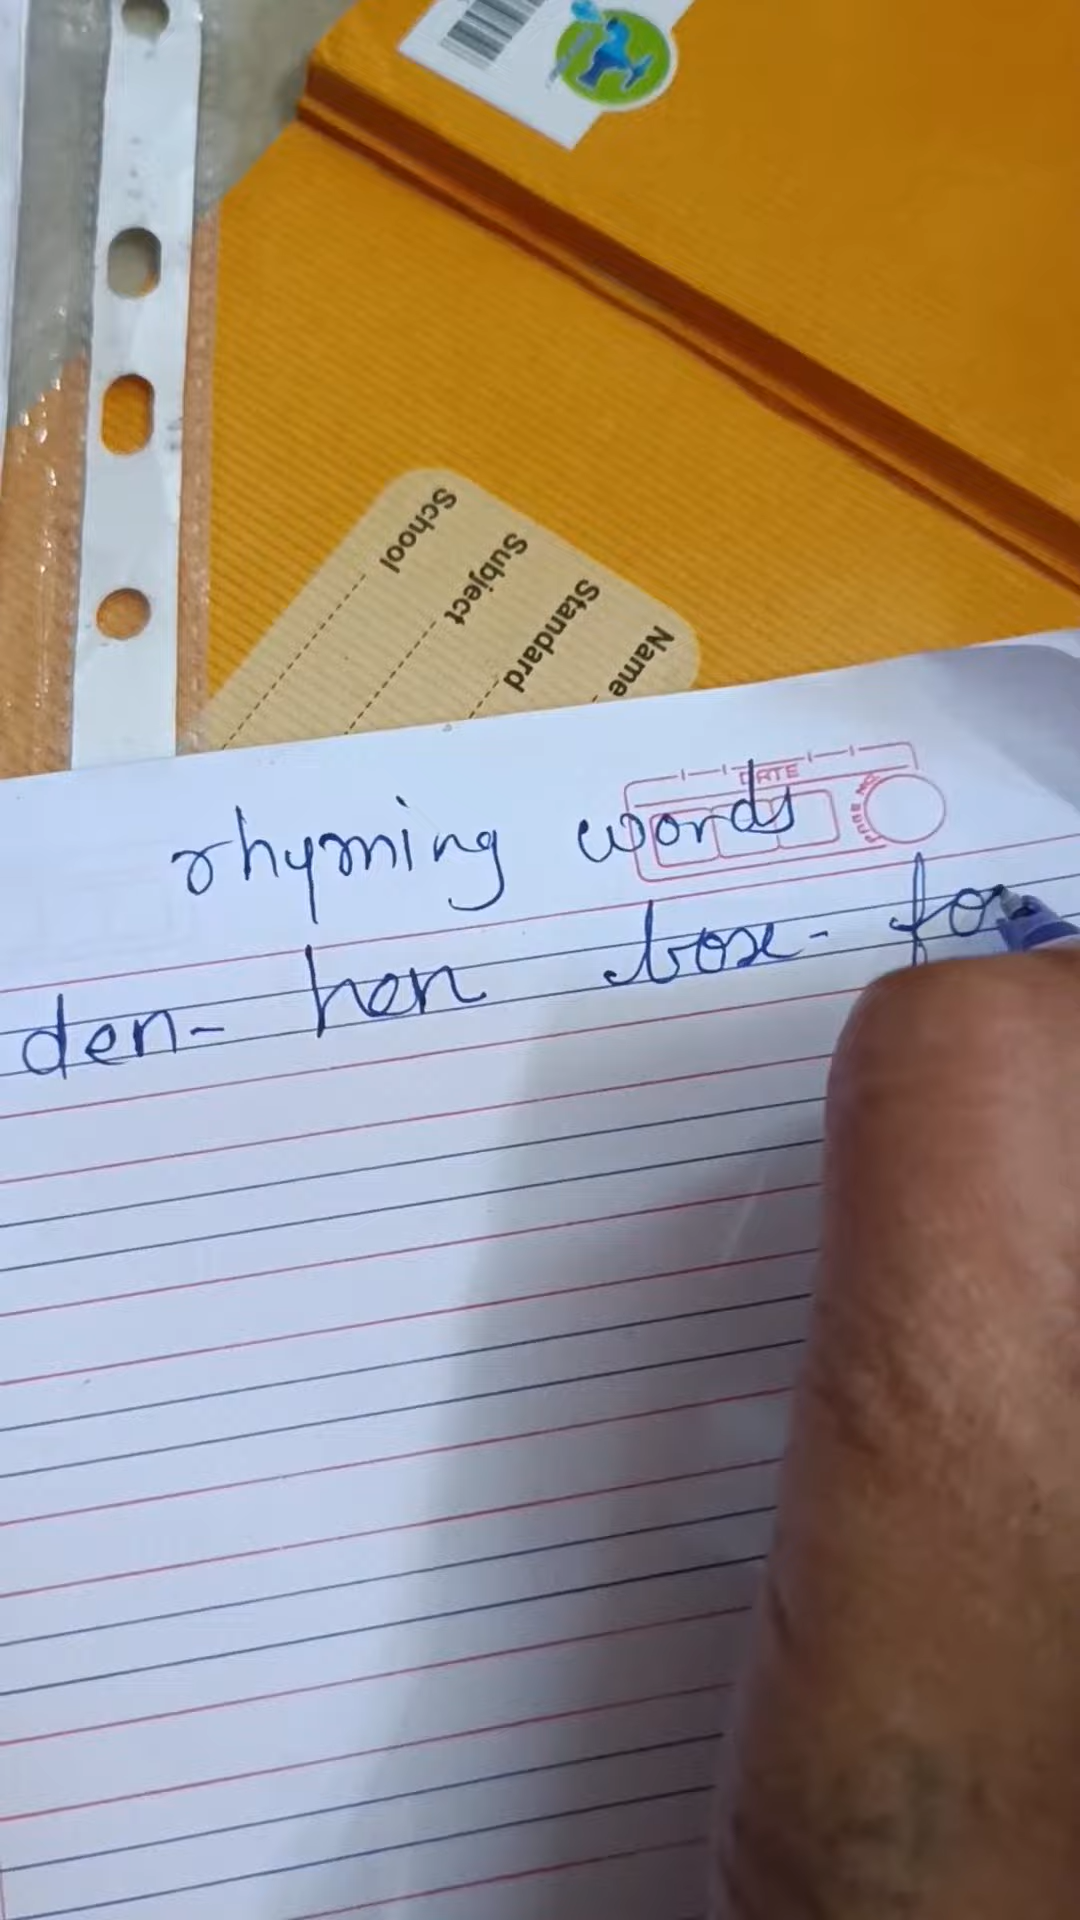 School
Subject
Standard
Name
DATE
PAGE NO.
rhyming words
den- hen box- fo